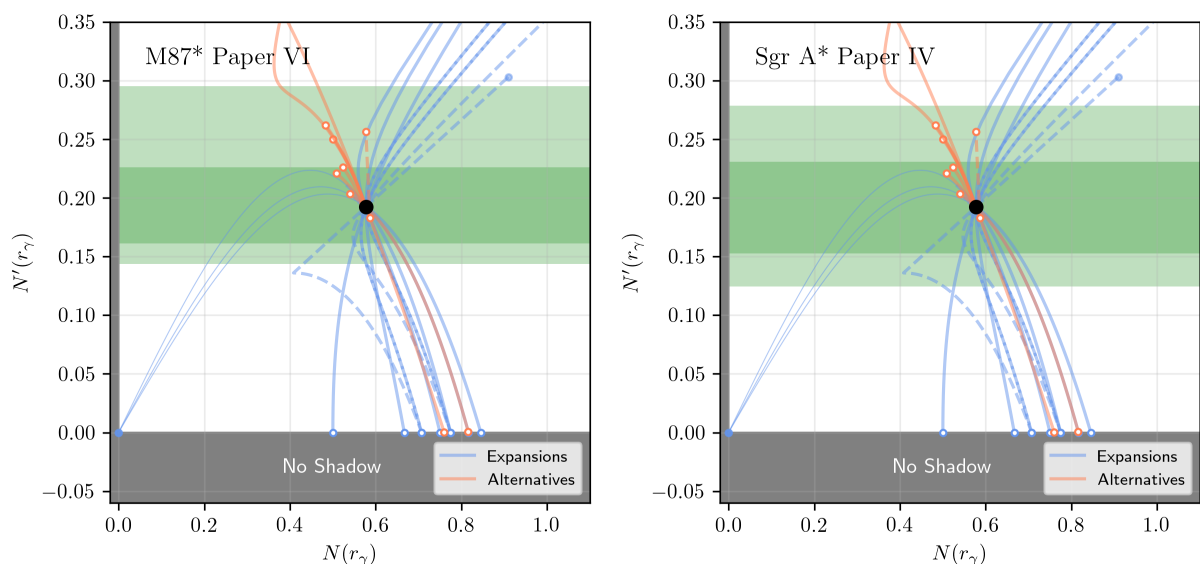 M87* Paper VI
0.35
0.30
0.25
0.20
0.15
0.10
0.05
0.00
−0.05
N′(rγ)
No Shadow
Expansions
Alternatives
0.0 0.2 0.4 0.6 0.8 1.0
N(rγ)
Sgr A* Paper IV
0.35
0.30
0.25
0.20
0.15
0.10
0.05
0.00
−0.05
N′(rγ)
No Shadow
Expansions
Alternatives
0.0 0.2 0.4 0.6 0.8 1.0
N(rγ)